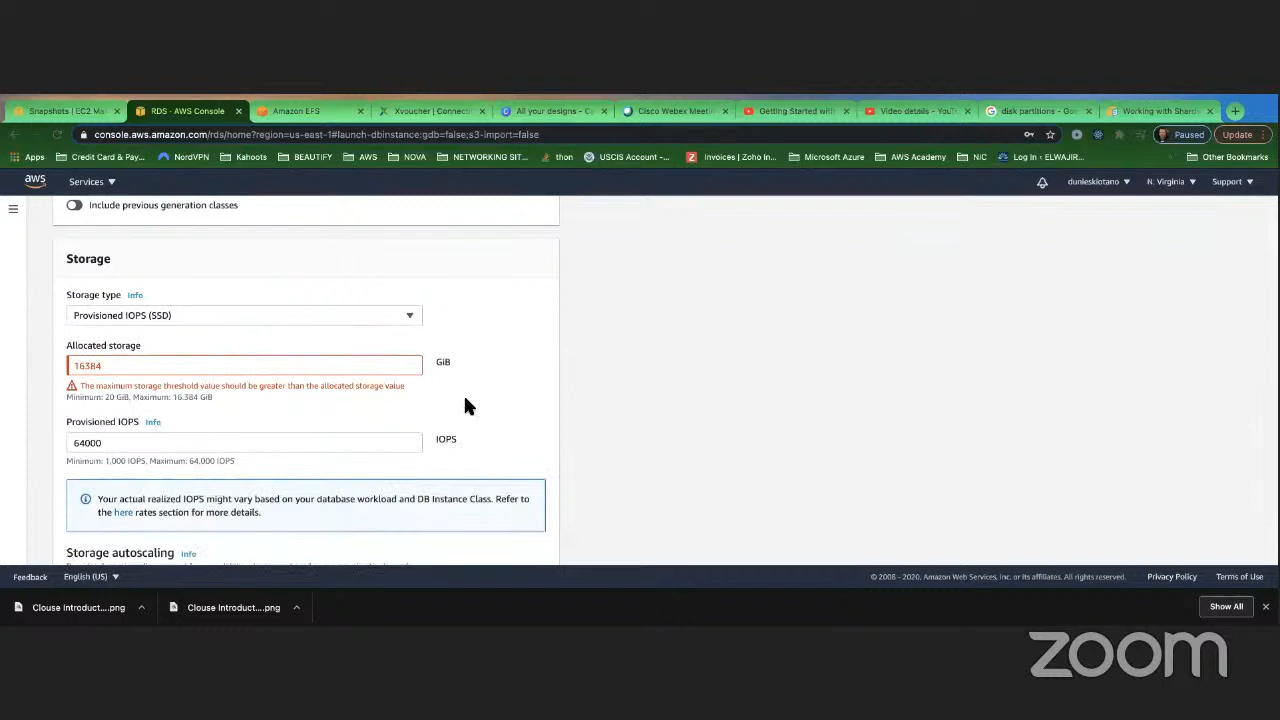 Snapshots | EC2 Ma
RDS - AWS Console
Amazon EFS
Xvoucher | Connecti
All your designs - Ca
Cisco Webex Meetin
Getting Started with
Video details - YouT
disk partitions - Goo
Working with Shard
console.aws.amazon.com/rds/home?region=us-east-1#launch-dbinstance:gdb=false;s3-import=false
Paused
Update
Apps
Credit Card & Pay...
NordVPN
Kahoots
BEAUTIFY
AWS
NOVA
NETWORKING SIT...
thon
USCIS Account -...
Invoices | Zoho In...
Microsoft Azure
AWS Academy
NIC
Log In ‹ ELWAJIR...
Other Bookmarks
aws
Services
N. Virginia
Support
Include previous generation classes
Storage
Storage type Info
Provisioned IOPS (SSD)
Allocated storage
16384
GiB
The maximum storage threshold value should be greater than the allocated storage value
Minimum: 20 GiB, Maximum: 16.384 GiB
Provisioned IOPS Info
64000
IOPS
Minimum: 1,000 IOPS, Maximum: 64,000 IOPS
Your actual realized IOPS might vary based on your database workload and DB Instance Class. Refer to
the here rates section for more details.
Storage autoscaling Info
Feedback
English (US)
© 2008 - 2020, Amazon Web Services, Inc. or its affiliates. All rights reserved.
Privacy Policy
Terms of Use
Clouse Introduct....png
Clouse Introduct....png
Show All
zoom